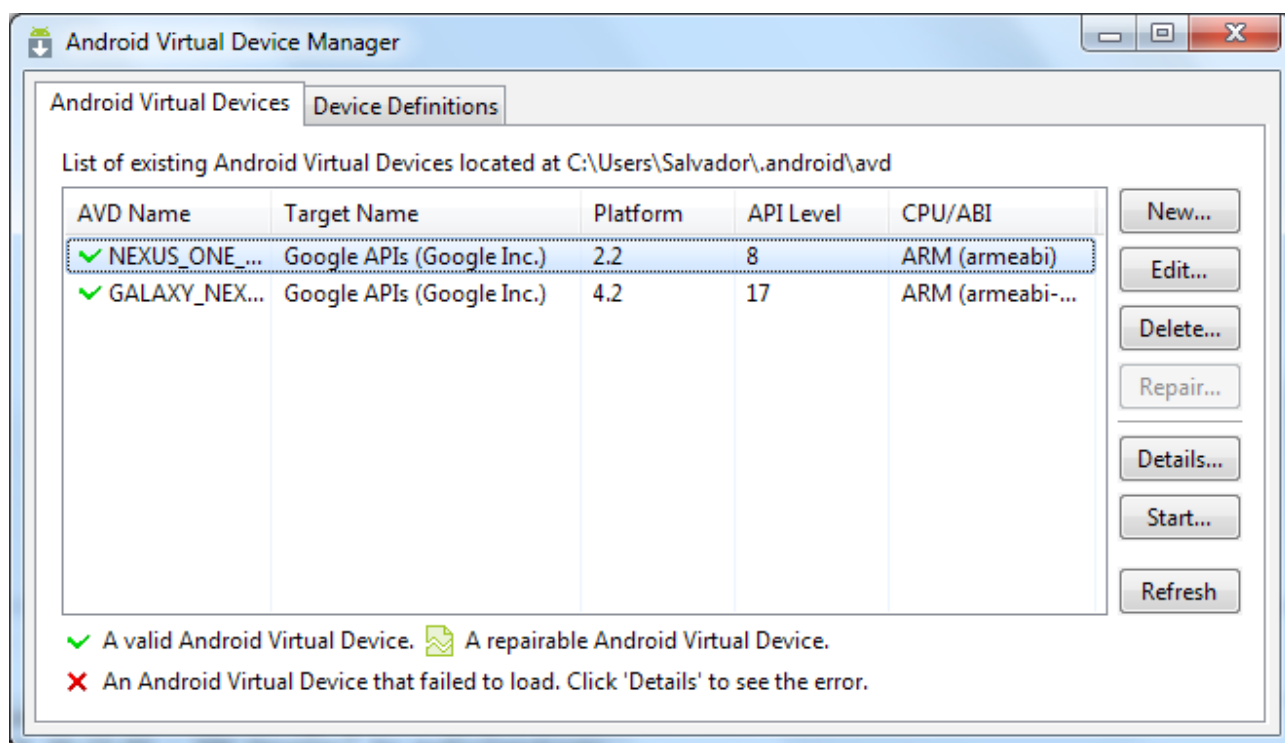 Android Virtual Device Manager
Android Virtual Devices Device Definitions
List of existing Android Virtual Devices located at C:\Users\Salvador\.android\avd
AVD Name Target Name Platform API Level CPU/ABI
NEXUS_ONE_... Google APIs (Google Inc.) 2.2 8 ARM (armeabi)
GALAXY_NEX... Google APIs (Google Inc.) 4.2 17 ARM (armeabi-...
New...
Edit...
Delete...
Repair...
Details...
Start...
Refresh
A valid Android Virtual Device. A repairable Android Virtual Device.
An Android Virtual Device that failed to load. Click 'Details' to see the error.